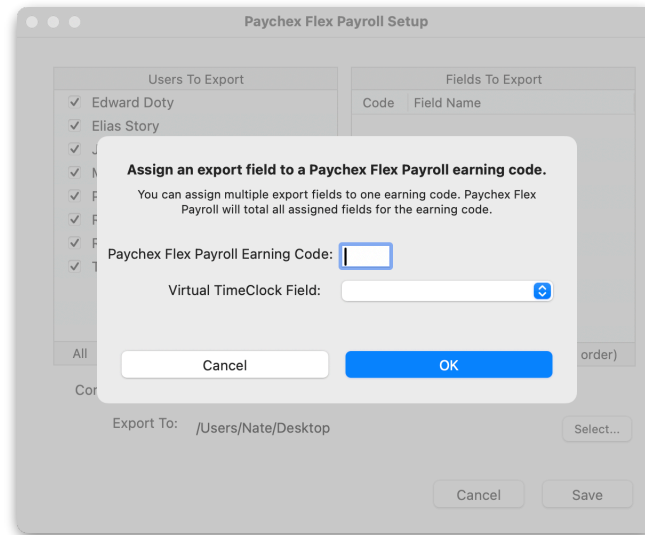 Paychex Flex Payroll Setup
Users To Export
Fields To Export
Edward Doty
Code Field Name
Elias Story
Assign an export field to a Paychex Flex Payroll earning code.
You can assign multiple export fields to one earning code. Paychex Flex
Payroll will total all assigned fields for the earning code.
Paychex Flex Payroll Earning Code:
Virtual TimeClock Field:
Cancel
OK
All
order)
Export To: /Users/Nate/Desktop
Select...
Cancel
Save